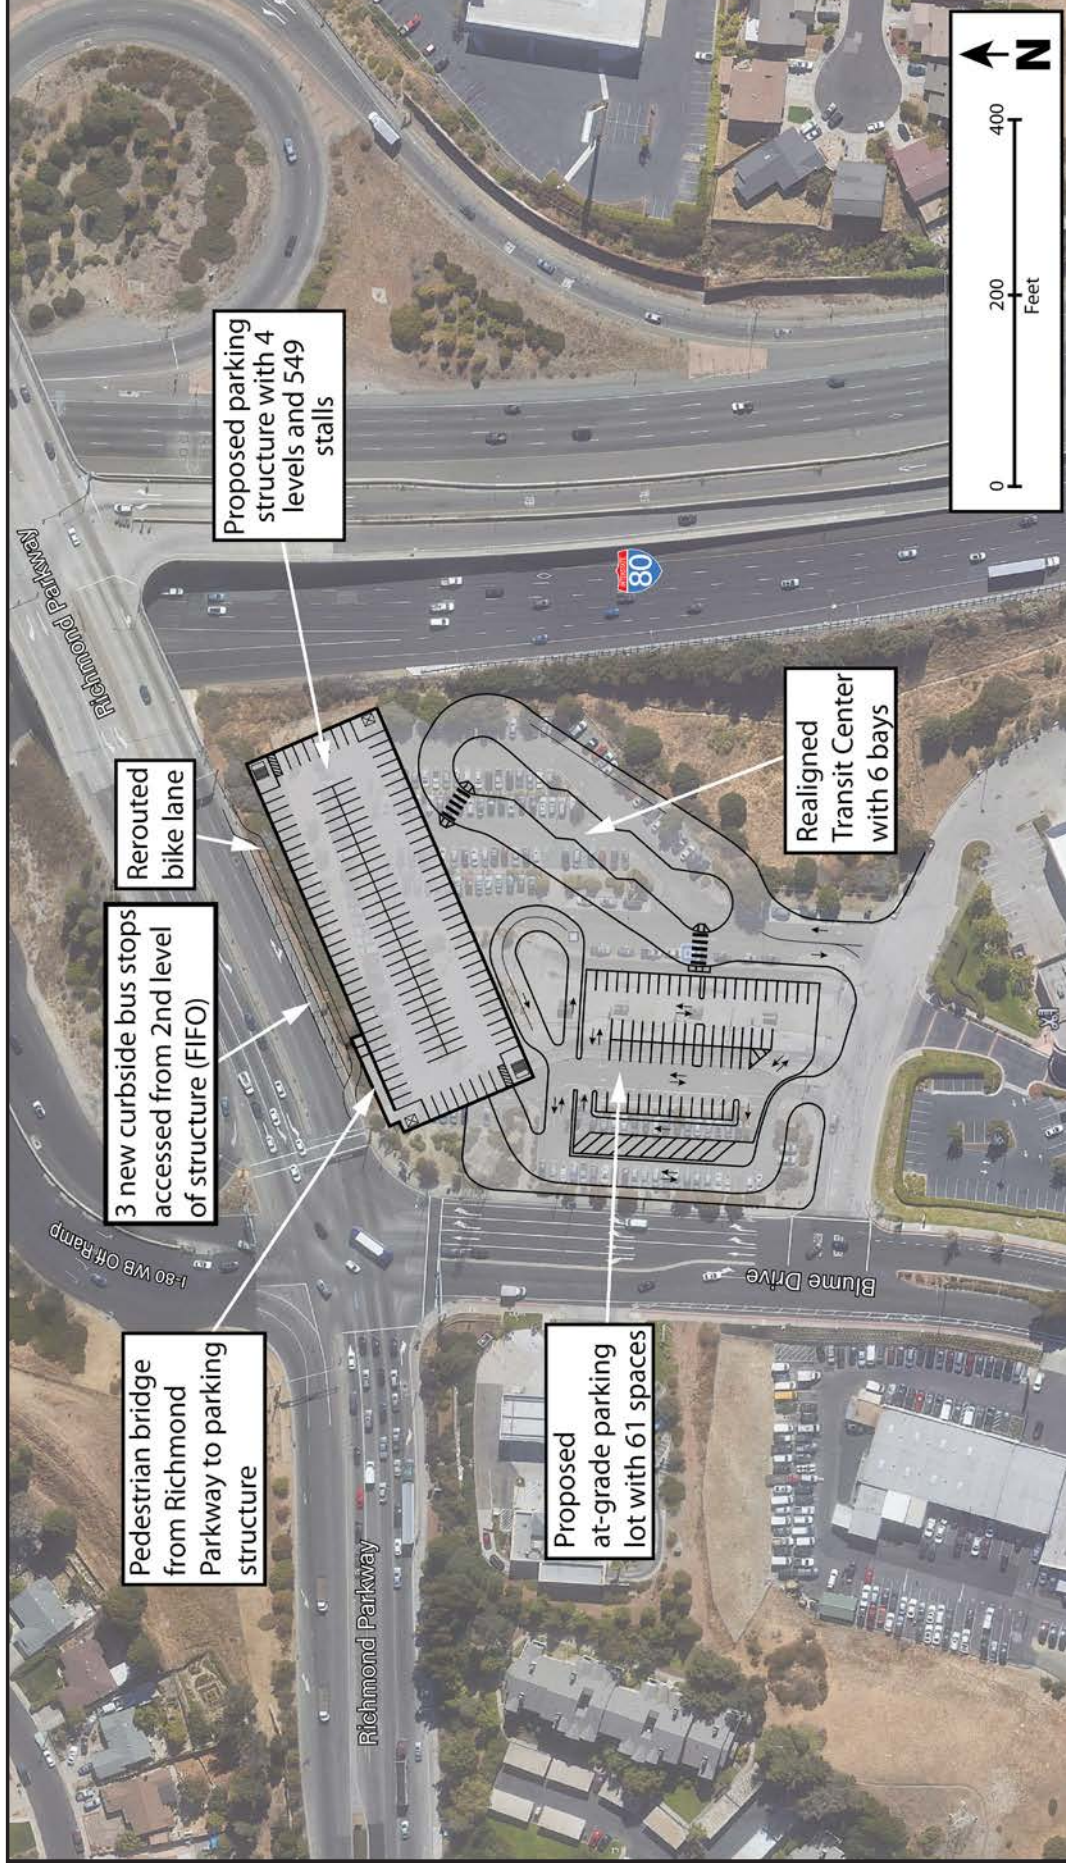 Richmond Parkway
Rerouted
bike lane
3 new curbside bus stops
accessed from 2nd level
of structure (FIFO)
Pedestrian bridge
from Richmond
Parkway to parking
structure
I-80 WB Off Ramp
Proposed parking
structure with 4
levels and 549
stalls
Richmond Parkway
80
Realigned
Transit Center
with 6 bays
Proposed
at-grade parking
lot with 61 spaces
Blume Drive
N
0 200 400
Feet